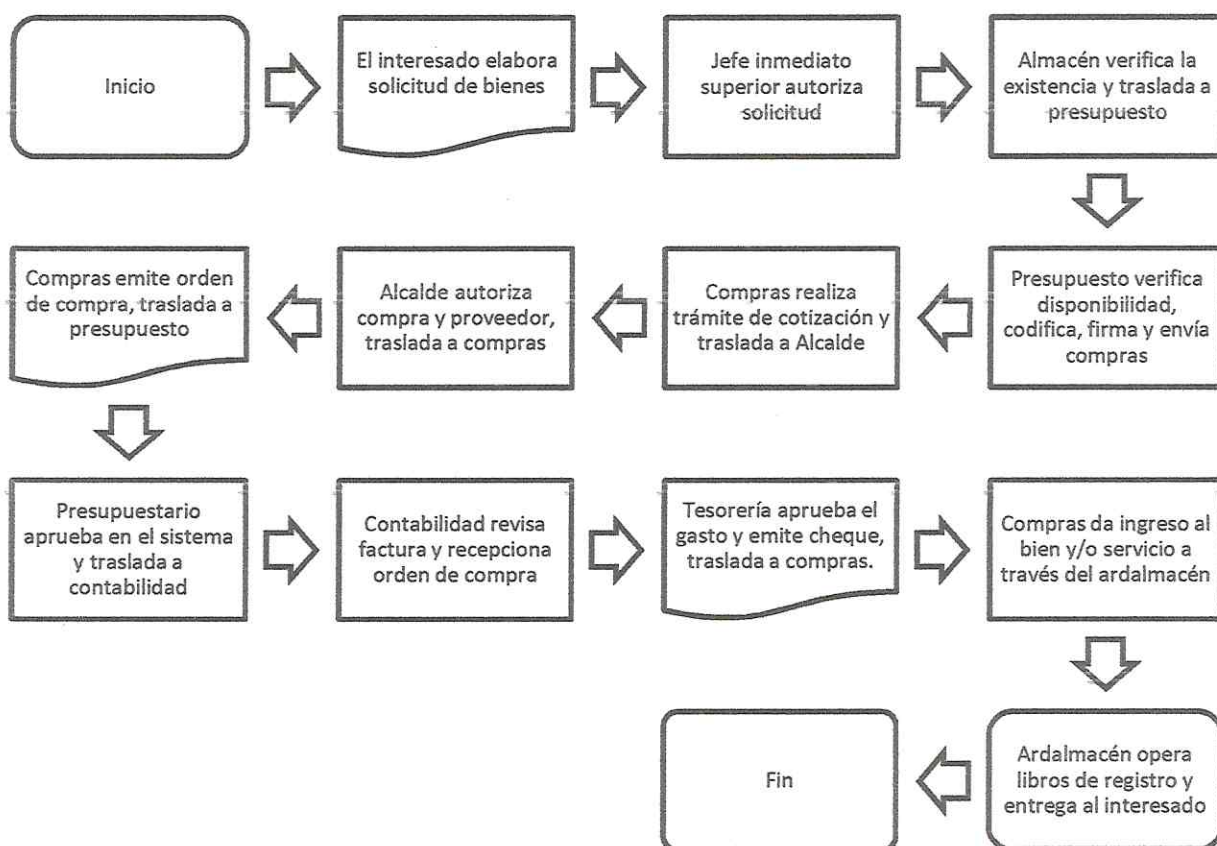 Inicio
El interesado elabora
solicitud de bienes
Jefe inmediato
superior autoriza
solicitud
Almacén verifica la
existencia y traslada a
presupuesto
Presupuesto verifica
disponibilidad,
codifica, firma y envía
compras
Compras realiza
trámite de cotización y
traslada a Alcalde
Alcalde autoriza
compra y proveedor,
traslada a compras
Compras emite orden
de compra, traslada a
presupuesto
Presupuestario
aprueba en el sistema
y traslada a
contabilidad
Contabilidad revisa
factura y recepciona
orden de compra
Tesorería aprueba el
gasto y emite cheque,
traslada a compras.
Compras da ingreso al
bien y/o servicio a
través del ardalmacén
Ardalmacén opera
libros de registro y
entrega al interesado
Fin